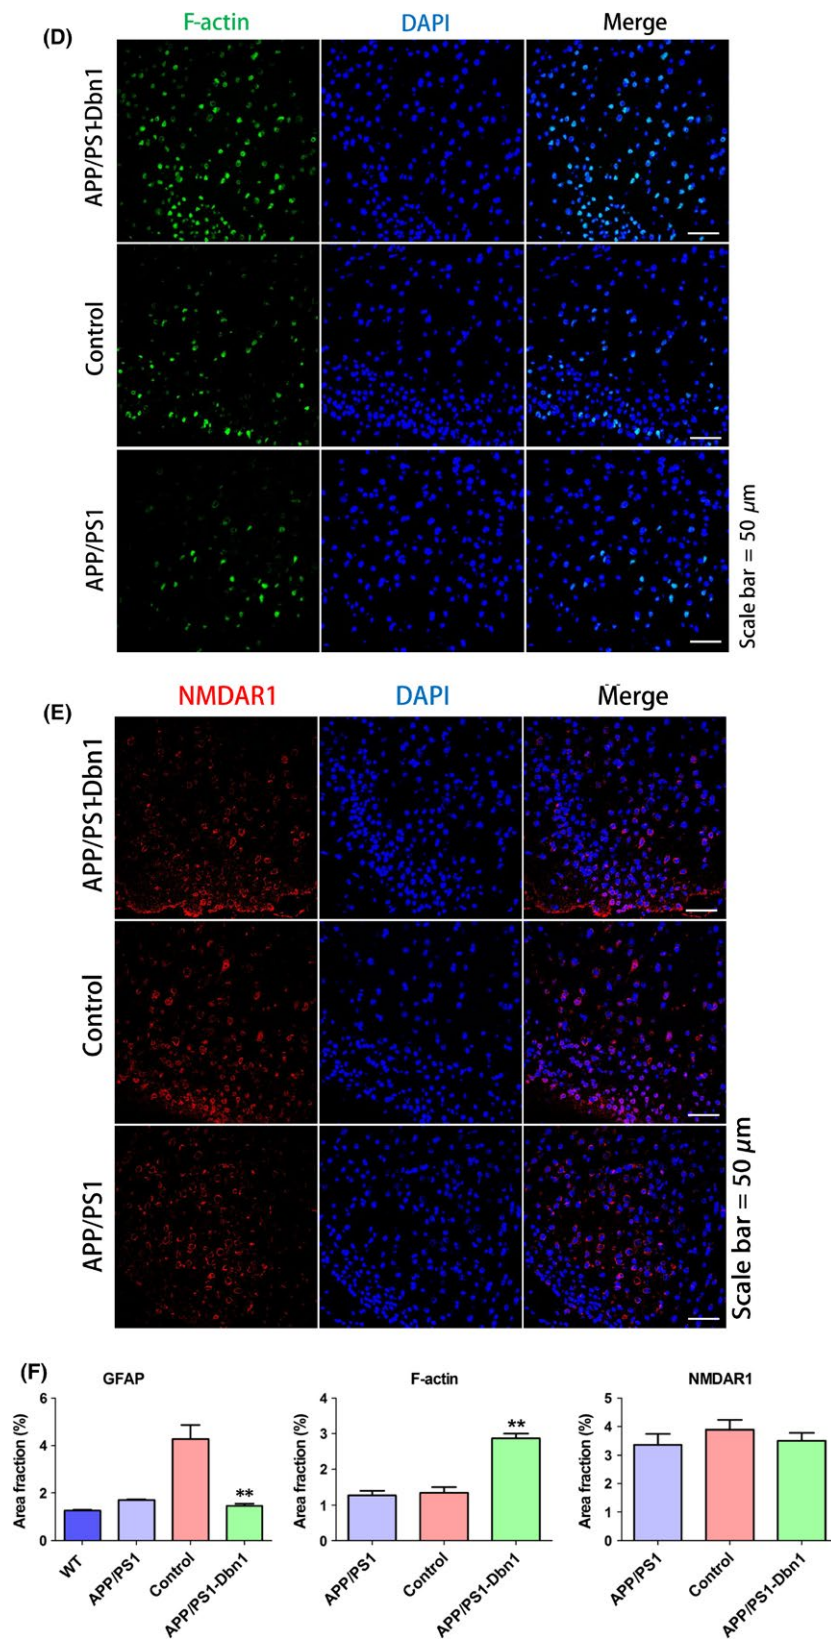 (D)
F-actin DAPI Merge
APP/PS1-Dbn1
Control
APP/PS1
Scale bar = 50 µm
(E)
NMDAR1 DAPI Merge
APP/PS1-Dbn1
Control
APP/PS1
Scale bar = 50 µm
(F)
GFAP
Area fraction (%)
6
4
2
0
**
WT
APP/PS1
Control
APP/PS1-Dbn1
F-actin
Area fraction (%)
4
3
2
1
0
**
APP/PS1
Control
APP/PS1-Dbn1
NMDAR1
Area fraction (%)
5
4
3
2
1
0
APP/PS1
Control
APP/PS1-Dbn1